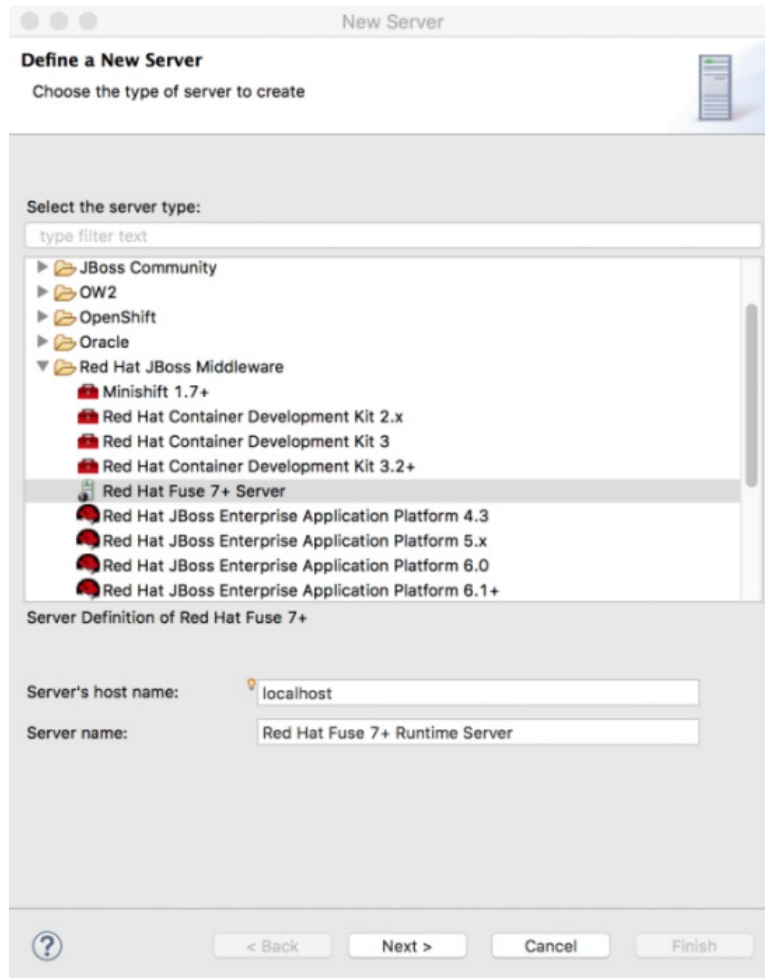 New Server
Define a New Server
Choose the type of server to create
Select the server type:
type filter text
JBoss Community
OW2
OpenShift
Oracle
Red Hat JBoss Middleware
Minishift 1.7+
Red Hat Container Development Kit 2.x
Red Hat Container Development Kit 3
Red Hat Container Development Kit 3.2+
Red Hat Fuse 7+ Server
Red Hat JBoss Enterprise Application Platform 4.3
Red Hat JBoss Enterprise Application Platform 5.x
Red Hat JBoss Enterprise Application Platform 6.0
Red Hat JBoss Enterprise Application Platform 6.1+
Server Definition of Red Hat Fuse 7+
Server's host name: localhost
Server name: Red Hat Fuse 7+ Runtime Server
? < Back Next > Cancel Finish